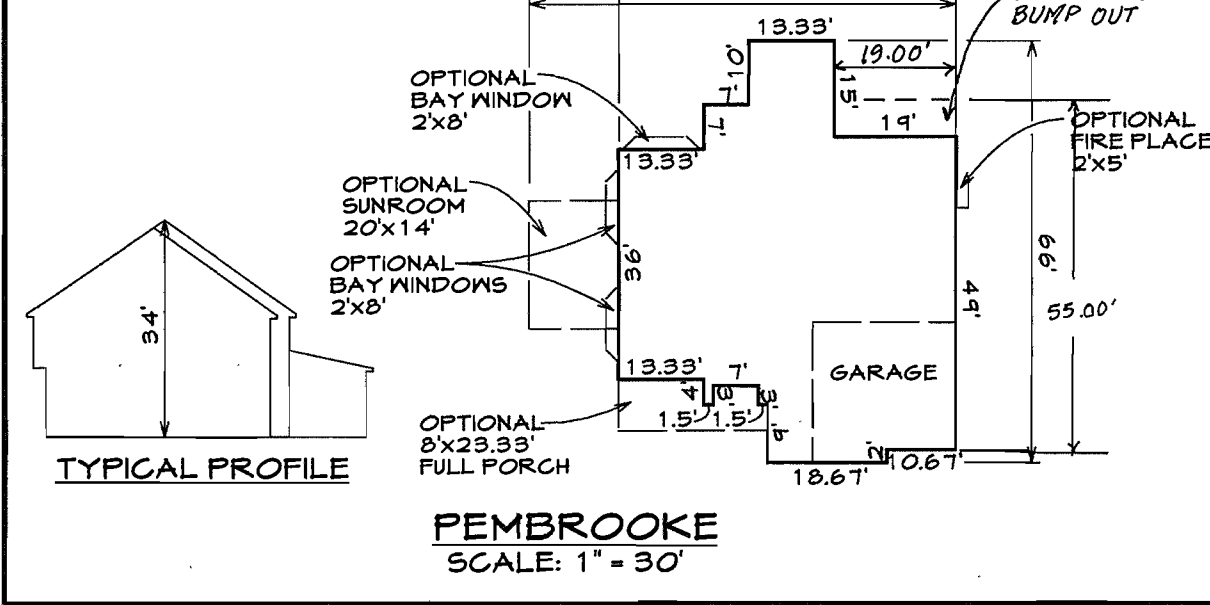 BUMP OUT
13.33'
19.00'
10'
15'
OPTIONAL
BAY WINDOW
2'x8'
7'
7'
19'
OPTIONAL
FIRE PLACE
2'x5'
13.33'
OPTIONAL
SUNROOM
20'x14'
36'
OPTIONAL
BAY WINDOWS
2'x8'
34'
66'
49'
55.00'
13.33'
7'
GARAGE
4'
3'
3'
1.5'
1.5'
9'
OPTIONAL
8'x23.33'
FULL PORCH
2'
10.67'
18.67'
TYPICAL PROFILE
PEMBROOKE
SCALE: 1" = 30'